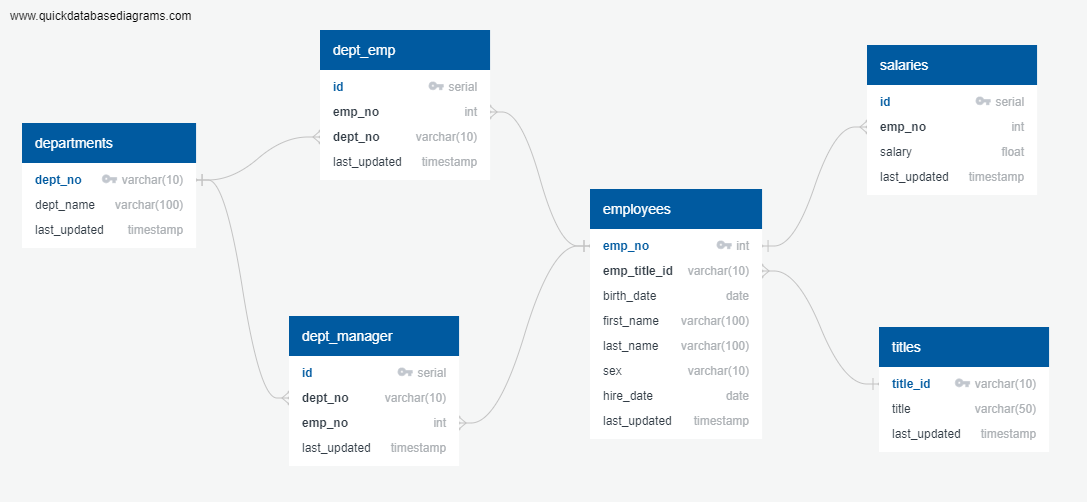 www.quickdatabasediagrams.com
departments
dept_no varchar(10)
dept_name varchar(100)
last_updated timestamp
dept_emp
id serial
emp_no int
dept_no varchar(10)
last_updated timestamp
dept_manager
id serial
dept_no varchar(10)
emp_no int
last_updated timestamp
employees
emp_no int
emp_title_id varchar(10)
birth_date date
first_name varchar(100)
last_name varchar(100)
sex varchar(10)
hire_date date
last_updated timestamp
salaries
id serial
emp_no int
salary float
last_updated timestamp
titles
title_id varchar(10)
title varchar(50)
last_updated timestamp